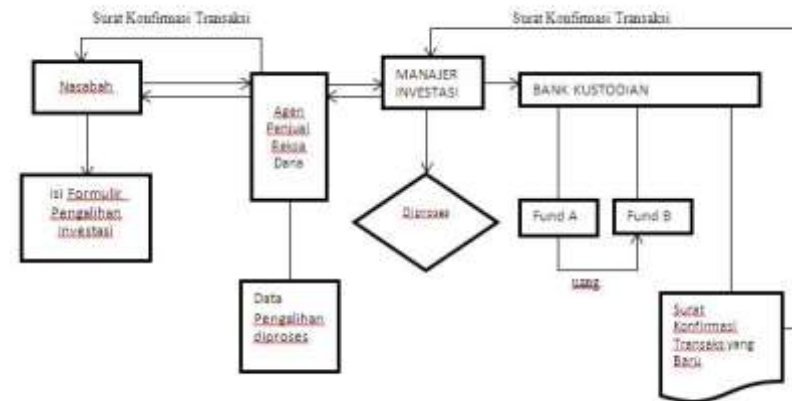 Surat Konfirmasi Transaksi
Surat Konfirmasi Transaksi
Nasabah
Agen
Penjual
Reksa
Dana
MANAJER
INVESTASI
BANK KUSTODIAN
Isi Formulir
Pengalihan
Investasi
Diproses
Fund A
Fund B
uang
Data
Pengalihan
diproses
Surat
Konfirmasi
Transaks yang
Baru